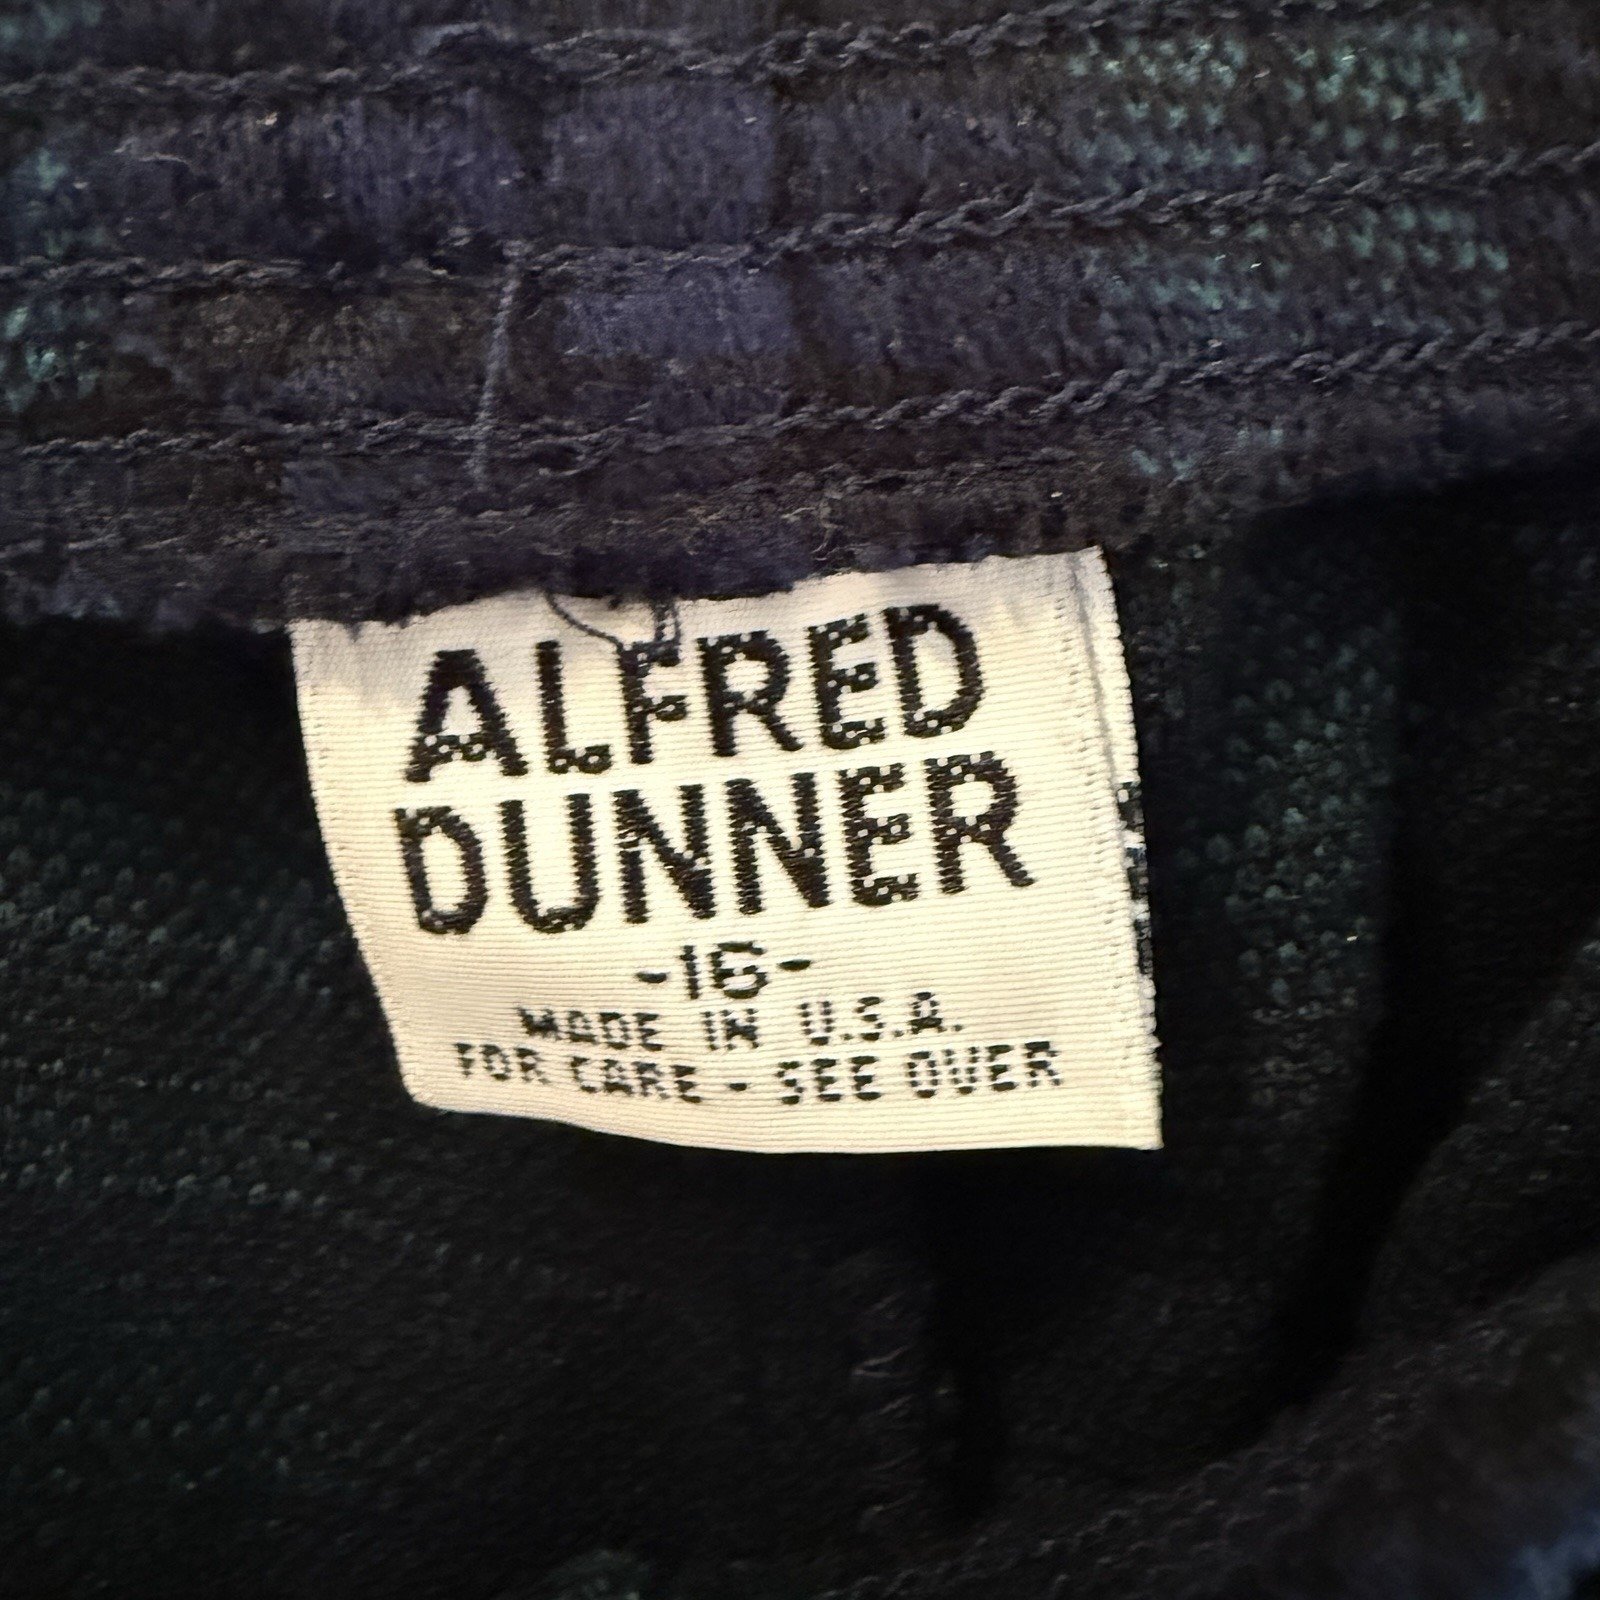 ALFRED
DUNNER
-16-
MADE IN U.S.A.
FOR CARE - SEE OVER